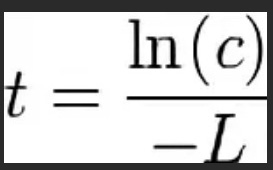 t = ln(c) / -L